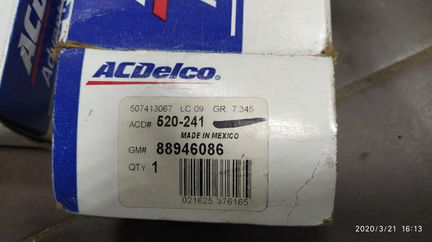 ACDelco
507413067 LC 09 GR. 7.345
ACD# 520-241
MADE IN MEXICO
GM# 88946086
QTY. 1
021625 376165
2020/3/21 16:13